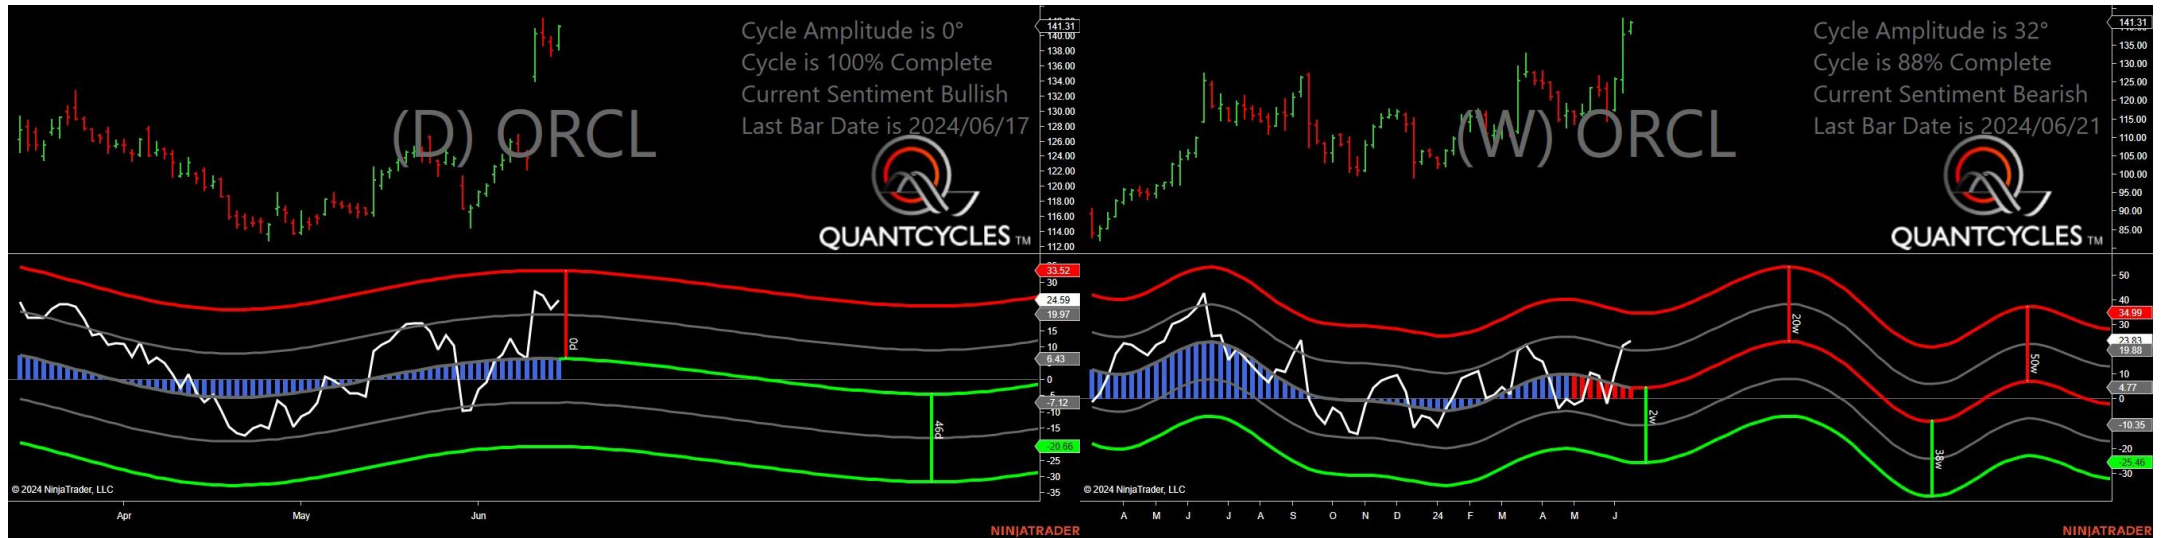 Cycle Amplitude is 0°
Cycle is 100% Complete
Current Sentiment Bullish
Last Bar Date is 2024/06/17
(D) ORCL
QUANTCYCLES TM
141.31
140.00
138.00
136.00
134.00
132.00
130.00
128.00
126.00
124.00
122.00
120.00
118.00
116.00
114.00
112.00
33.52
30
24.59
19.97
15
10
6.43
0
-5
-7.12
-10
-15
-20.66
-25
-30
-35
0d
46d
© 2024 NinjaTrader, LLC
Apr May Jun
NINJATRADER
Cycle Amplitude is 32°
Cycle is 88% Complete
Current Sentiment Bearish
Last Bar Date is 2024/06/21
(W) ORCL
QUANTCYCLES TM
141.31
135.00
130.00
125.00
120.00
115.00
110.00
105.00
100.00
95.00
90.00
85.00
50
40
34.99
30
23.83
19.88
10
4.77
0
-10.35
-20
-25.46
-30
2w
20w
38w
50w
© 2024 NinjaTrader, LLC
A M J J A S O N D 24 F M A M J
NINJATRADER